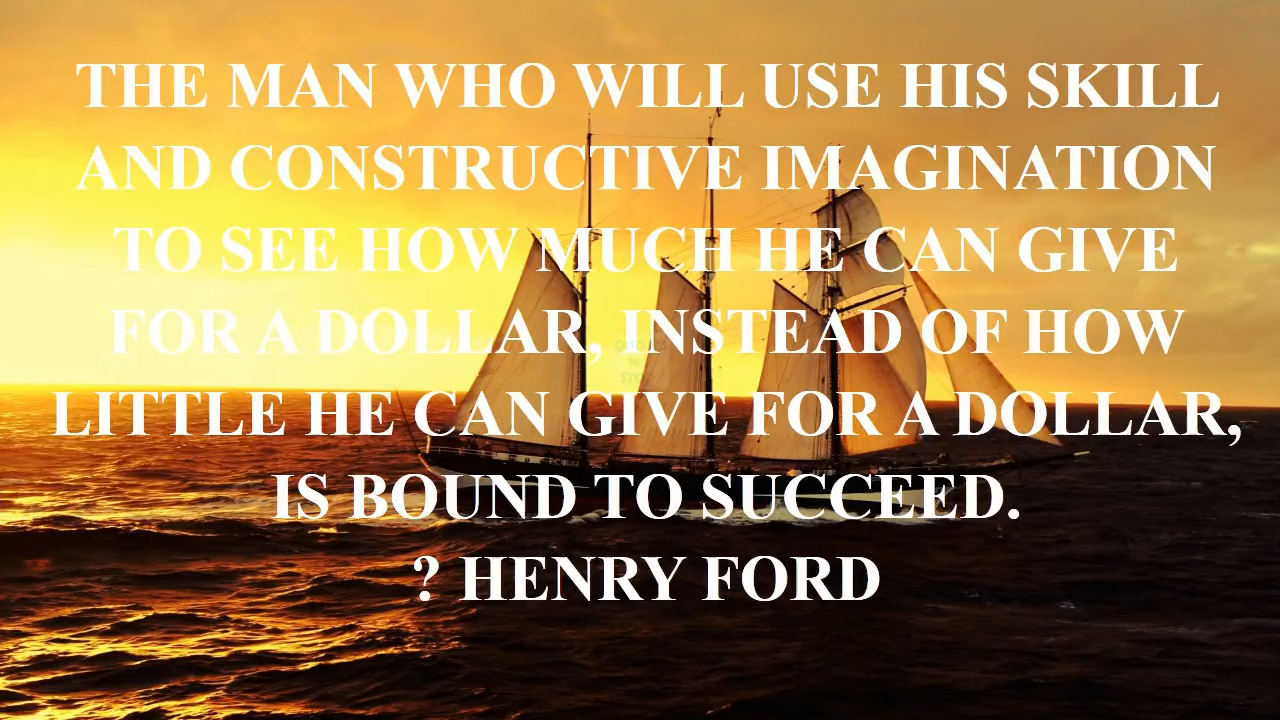 THE MAN WHO WILL USE HIS SKILL
AND CONSTRUCTIVE IMAGINATION
TO SEE HOW MUCH HE CAN GIVE
FOR A DOLLAR, INSTEAD OF HOW
LITTLE HE CAN GIVE FOR A DOLLAR,
IS BOUND TO SUCCEED.
? HENRY FORD